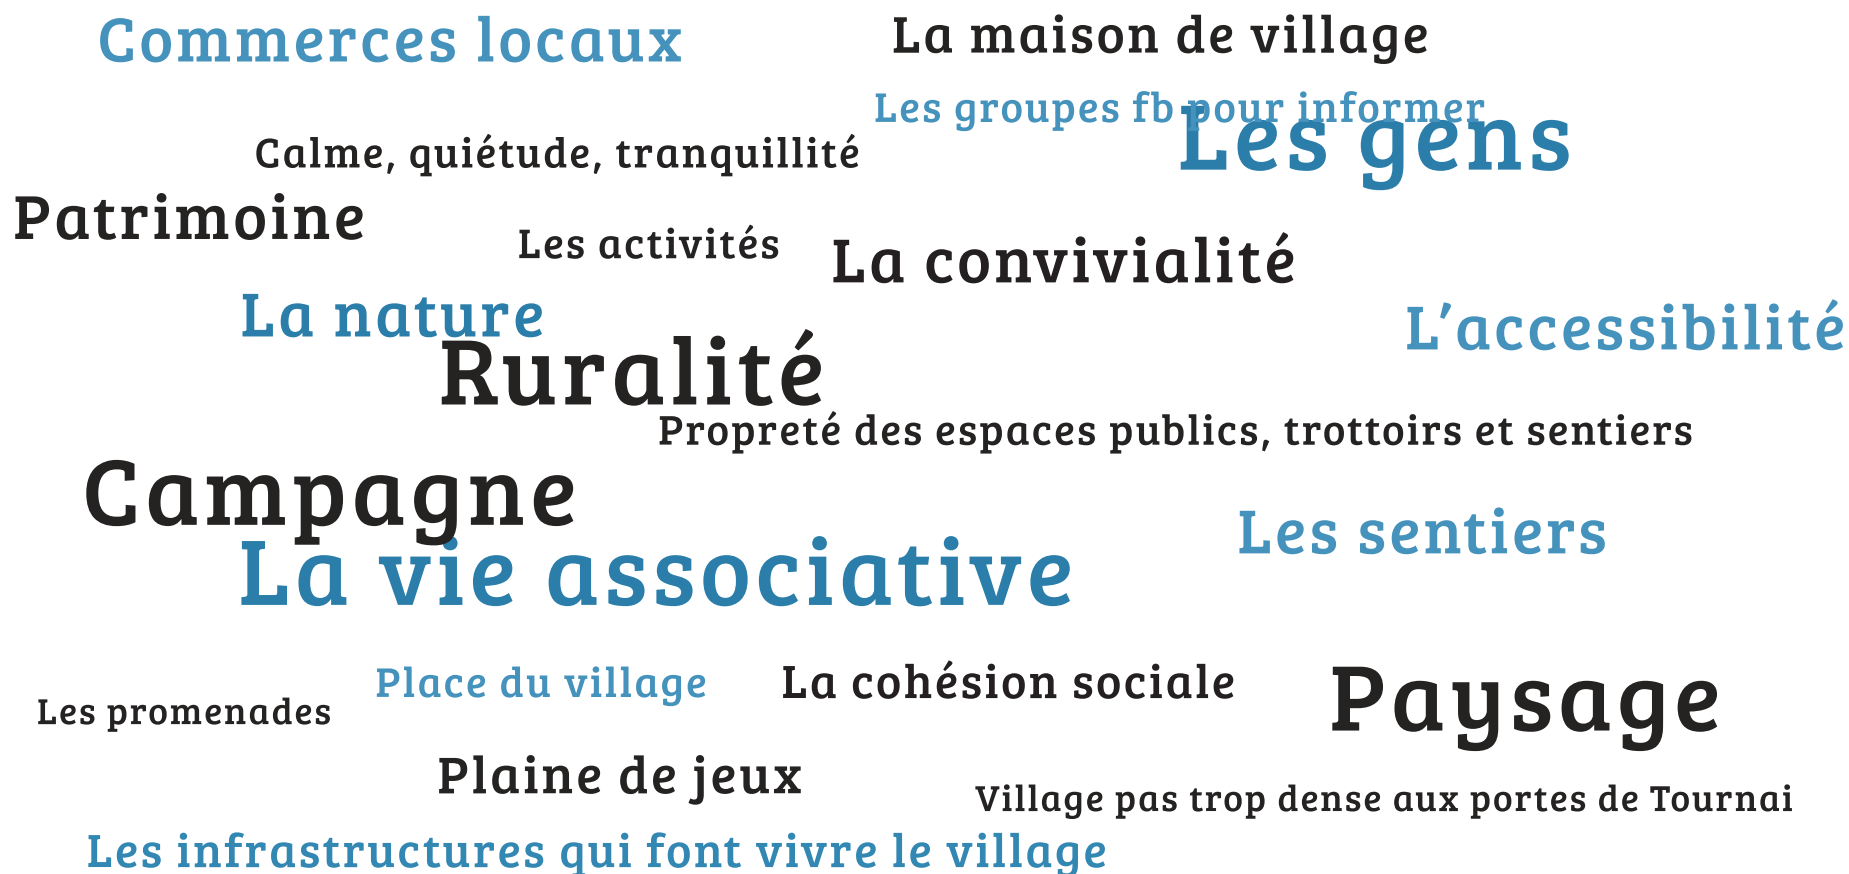 Commerces locaux
La maison de village
Les groupes fb pour informer
Les gens
Calme, quiétude, tranquillité
Patrimoine
Les activités
La convivialité
La nature
L’accessibilité
Ruralité
Propreté des espaces publics, trottoirs et sentiers
Campagne
Les sentiers
La vie associative
Place du village
La cohésion sociale
Paysage
Les promenades
Plaine de jeux
Village pas trop dense aux portes de Tournai
Les infrastructures qui font vivre le village